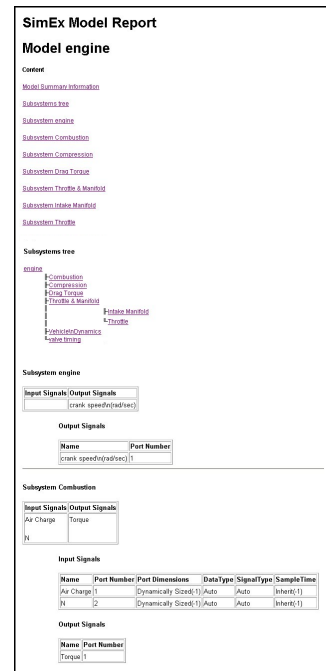 SimEx Model Report
Model engine
Content
Model Summary Information
Subsystems tree
Subsystem engine
Subsystem Combustion
Subsystem Compression
Subsystem Drag Torque
Subsystem Throttle & Manifold
Subsystem Intake Manifold
Subsystem Throttle
Subsystems tree
engine
Combustion
Compression
Drag Torque
Throttle & Manifold
Intake Manifold
Throttle
Vehicle\nDynamics
valve timing
Subsystem engine
Input Signals Output Signals
crank speed\n(rad/sec)
Output Signals
Name Port Number
crank speed\n(rad/sec) 1
Subsystem Combustion
Input Signals Output Signals
Air Charge Torque
N
Input Signals
Name Port Number Port Dimensions DataType SignalType SampleTime
Air Charge 1 Dynamically Sized(-1) Auto Auto Inherit(-1)
N 2 Dynamically Sized(-1) Auto Auto Inherit(-1)
Output Signals
Name Port Number
Torque 1